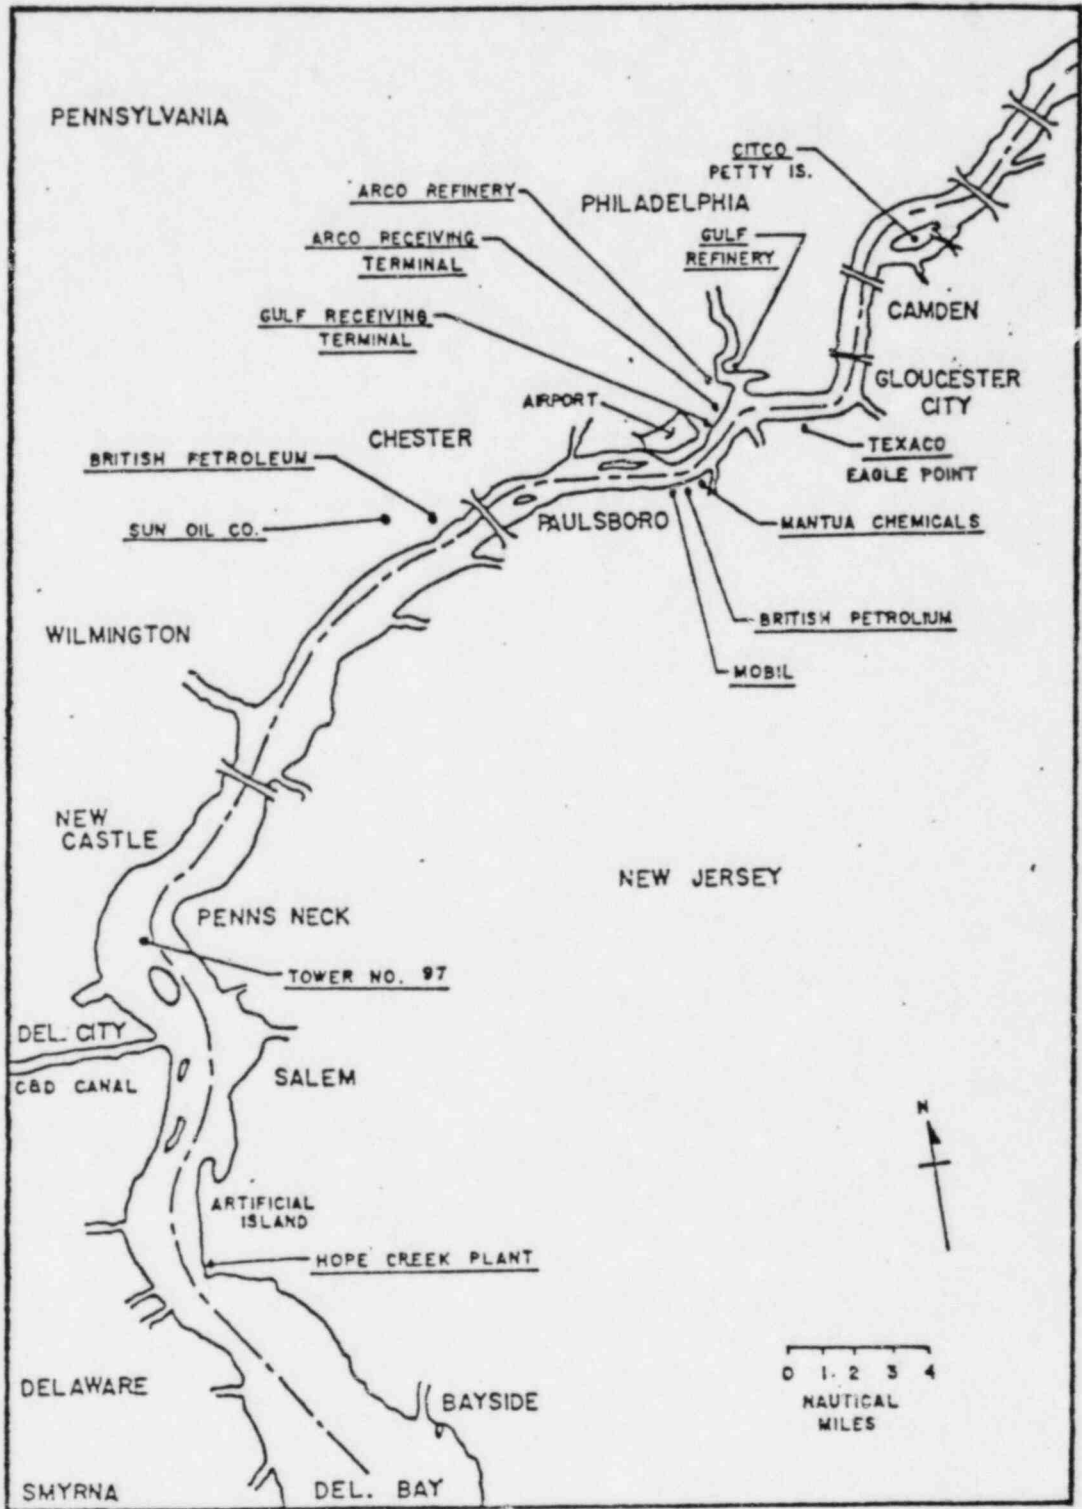 PENNSYLVANIA
CITCO
PETTY IS.
ARCO REFINERY
PHILADELPHIA
ARCO RECEIVING
TERMINAL
GULF
REFINERY
GULF RECEIVING
TERMINAL
CAMDEN
GLOUCESTER
CITY
AIRPORT
CHESTER
TEXACO
EAGLE POINT
BRITISH PETROLEUM
SUN OIL CO.
PAULSBORO
MANTUA CHEMICALS
BRITISH PETROLIUM
WILMINGTON
MOBIL
NEW
CASTLE
NEW JERSEY
PENNS NECK
TOWER NO. 97
DEL. CITY
C&D CANAL
SALEM
N
ARTIFICIAL
ISLAND
HOPE CREEK PLANT
0 1 2 3 4
NAUTICAL
MILES
DELAWARE
BAYSIDE
SMYRNA
DEL. BAY